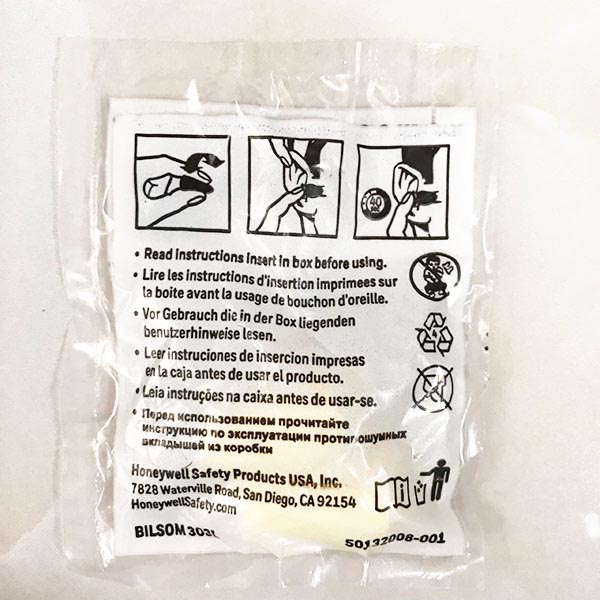 40
• Read instructions insert in box before using.
• Lire les instructions d'insertion imprimees sur
la boite avant la usage de bouchon d'oreille.
• Vor Gebrauch die in der Box liegenden
benutzerhinweise lesen.
• Leer instruciones de insercion impresas
en la caja antes de usar el producto.
• Leia instruções na caixa antes de usar-se.
• Перед использованием прочитайте
инструкцию по эксплуатации противошумных
вкладышей из коробки
Honeywell Safety Products USA, Inc.
7828 Waterville Road, San Diego, CA 92154
HoneywellSafety.com
BILSOM
50132008-001